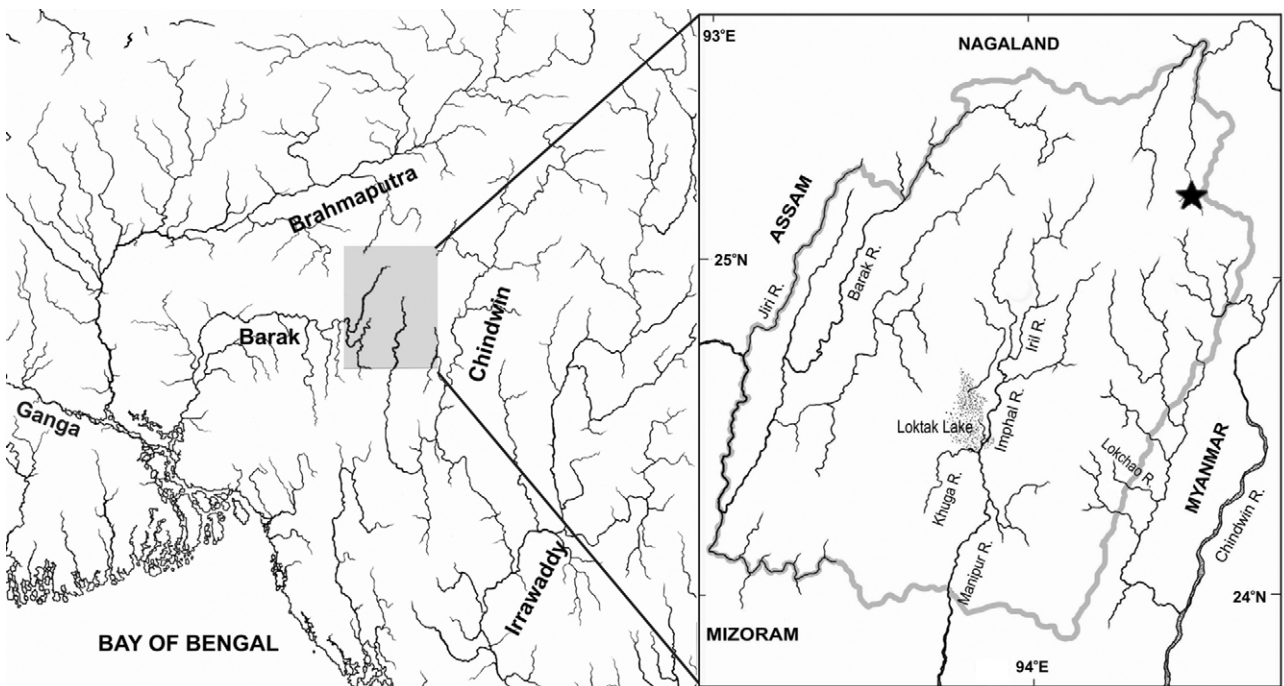 Brahmaputra
Barak
Chindwin
Ganga
Irrawaddy
BAY OF BENGAL
93°E
NAGALAND
ASSAM
25°N
Jiri R.
Barak R.
Iril R.
Imphal R.
Loktak Lake
Khuga R.
Lokchao R.
MYANMAR
Chindwin R.
Manipur R.
24°N
MIZORAM
94°E